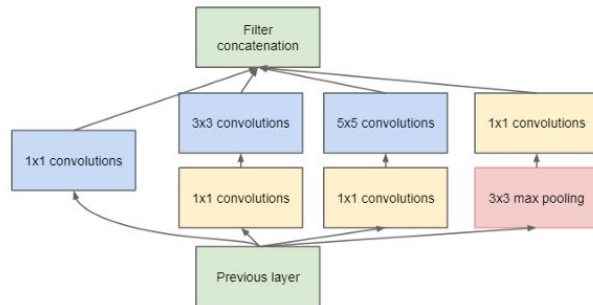 Filter
concatenation
3x3 convolutions
5x5 convolutions
1x1 convolutions
1x1 convolutions
1x1 convolutions
1x1 convolutions
3x3 max pooling
Previous layer